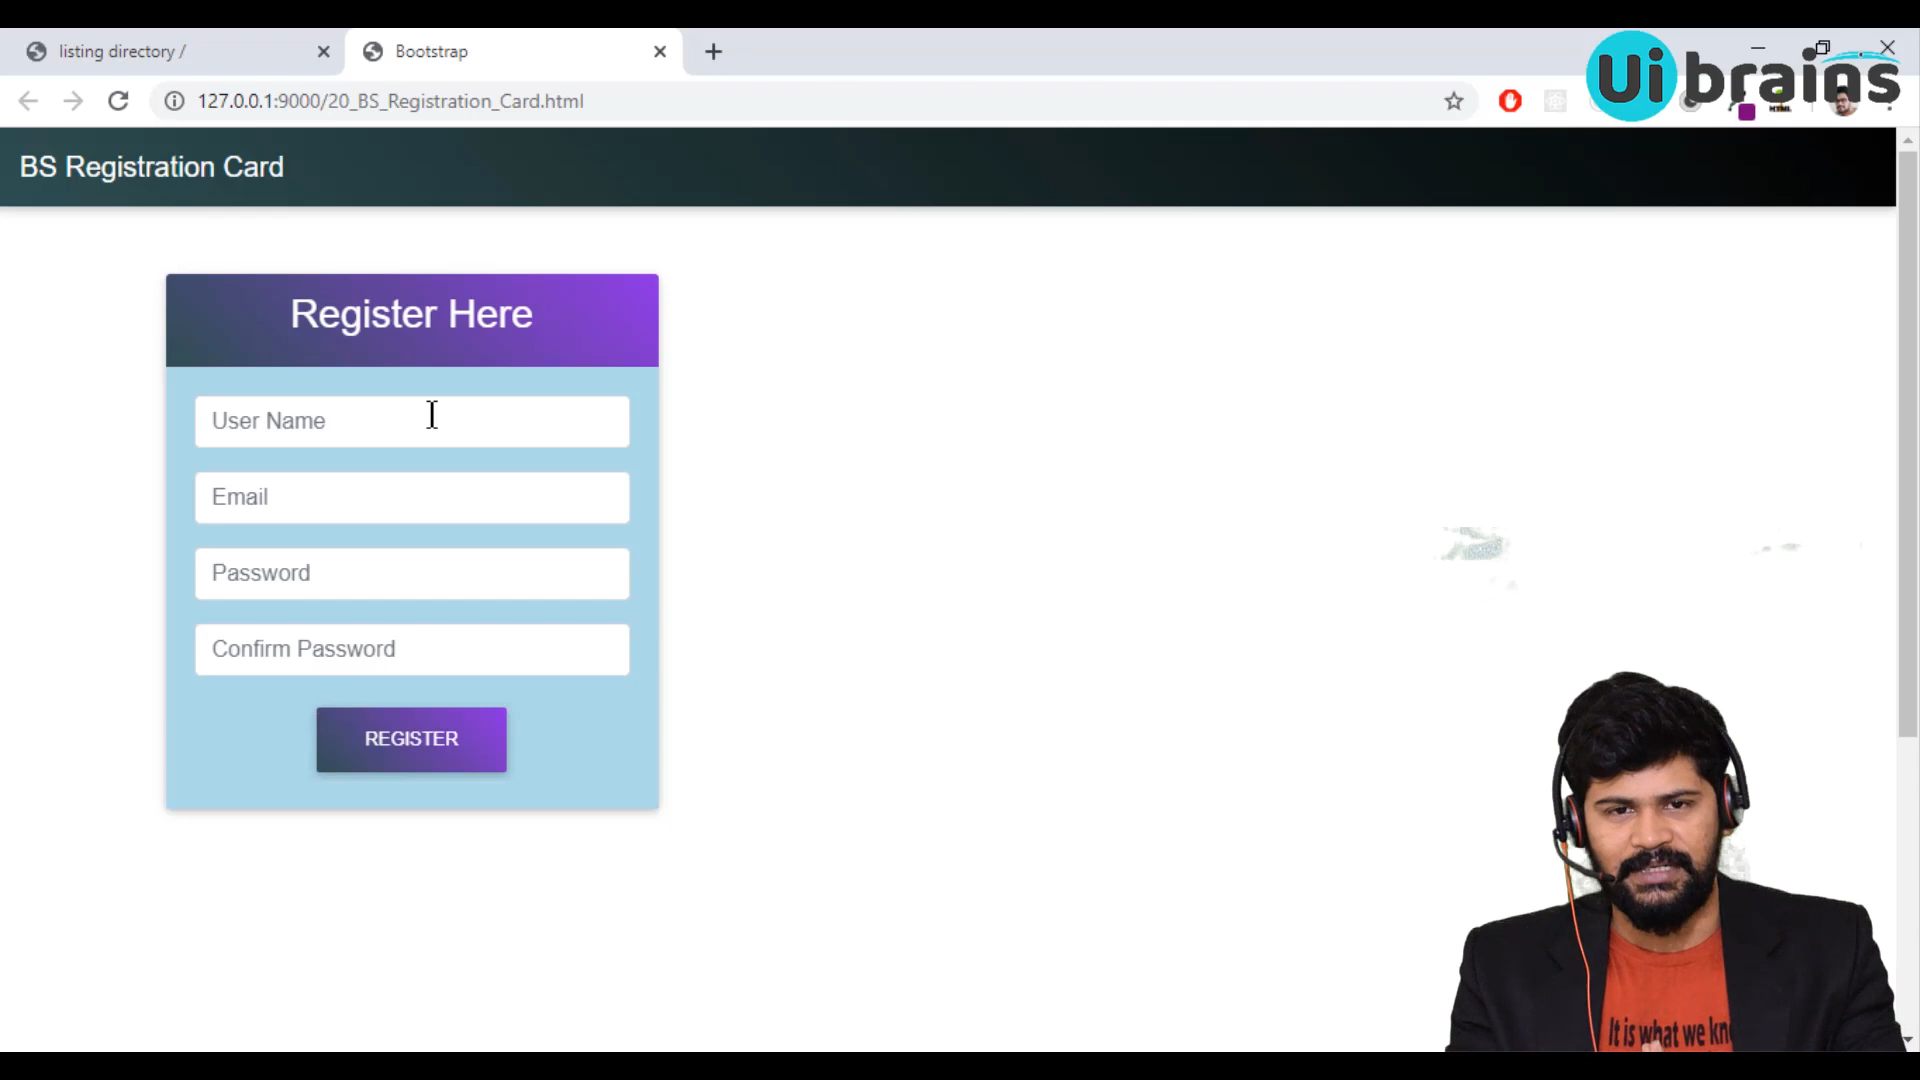 listing directory /
Bootstrap
Ui brains
127.0.0.1:9000/20_BS_Registration_Card.html
BS Registration Card
Register Here
User Name
Email
Password
Confirm Password
REGISTER
It is what we